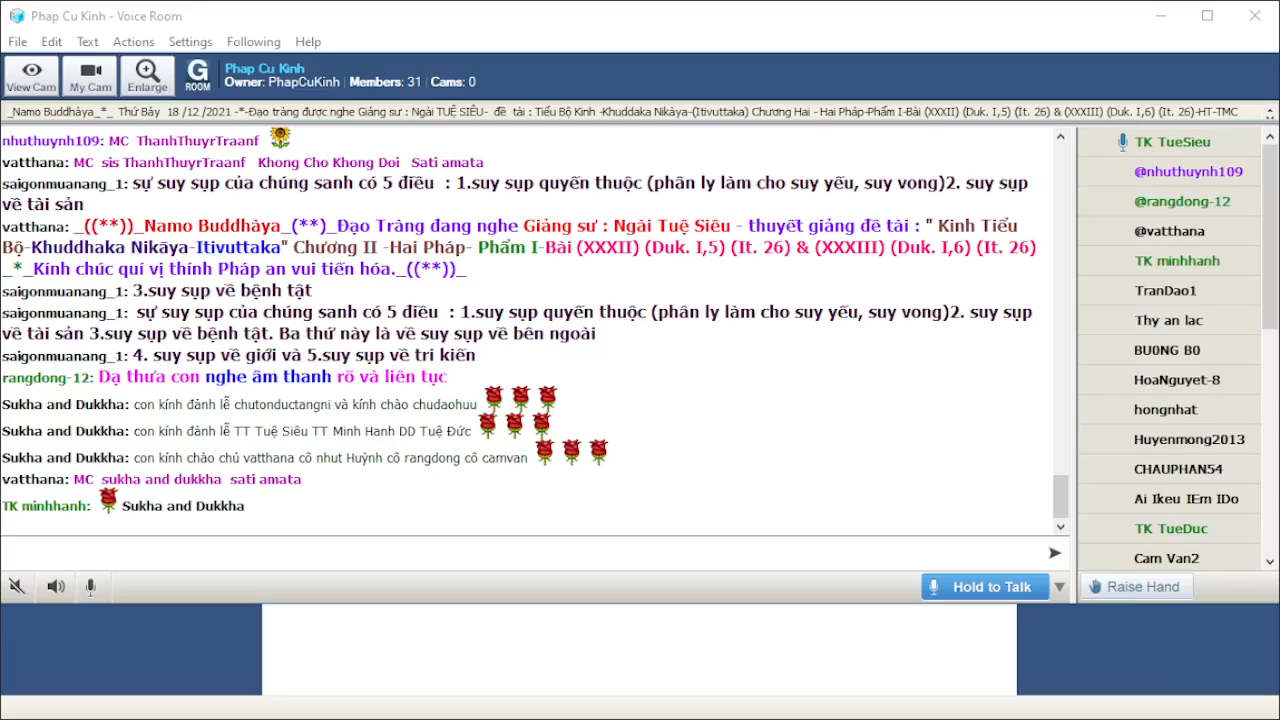 Phap Cu Kinh - Voice Room
File Edit Text Actions Settings Following Help
View Cam My Cam Enlarge G ROOM
Phap Cu Kinh
Owner: PhapCuKinh | Members: 31 | Cams: 0
_Namo Buddhàya_*_ Thứ Bảy 18 /12 /2021 -*-Đạo tràng được nghe Giảng sư : Ngài TUỆ SIÊU- đề tài : Tiểu Bộ Kinh -Khuddaka Nikàya-(Itivuttaka) Chương Hai - Hai Pháp-Phẩm I-Bài (XXXII) (Duk. I,5) (It. 26) & (XXXIII) (Duk. I,6) (It. 26)-HT-TMC
nhuthuynh109: MC ThanhThuyrTraanf
vatthana: MC sis ThanhThuyrTraanf Khong Cho Khong Doi Sati amata
saigonmuanang_1: sự suy sụp của chúng sanh có 5 điều : 1.suy sụp quyến thuộc (phân ly làm cho suy yếu, suy vong)2. suy sụp
về tài sản
vatthana: _((**))_Namo Buddhàya_(**)_Đạo Tràng đang nghe Giảng sư : Ngài Tuệ Siêu - thuyết giảng đề tài : " Kinh Tiểu
Bộ-Khuddhaka Nikāya-Itivuttaka" Chương II -Hai Pháp- Phẩm I-Bài (XXXII) (Duk. I,5) (It. 26) & (XXXIII) (Duk. I,6) (It. 26)
_*_Kính chúc quí vị thính Pháp an vui tiến hóa._((**))_
saigonmuanang_1: 3.suy sụp về bệnh tật
saigonmuanang_1: sự suy sụp của chúng sanh có 5 điều : 1.suy sụp quyến thuộc (phân ly làm cho suy yếu, suy vong)2. suy sụp
về tài sản 3.suy sụp về bệnh tật. Ba thứ này là về suy sụp về bên ngoài
saigonmuanang_1: 4. suy sụp về giới và 5.suy sụp về tri kiến
rangdong-12: Dạ thưa con nghe âm thanh rõ và liên tục
Sukha and Dukkha: con kính đảnh lễ chutonductangni và kính chào chudaohuu
Sukha and Dukkha: con kính đảnh lễ TT Tuệ Siêu TT Minh Hanh DD Tuệ Đức
Sukha and Dukkha: con kính chào chú vatthana cô nhut Huỳnh cô rangdong cô camvan
vatthana: MC sukha and dukkha sati amata
TK minhhanh: Sukha and Dukkha
Hold to Talk
TK TueSieu
@nhuthuynh109
@rangdong-12
@vatthana
TK minhhanh
TranDao1
Thy an lac
BU0NG B0
HoaNguyet-8
hongnhat
Huyenmong2013
CHAUPHAN54
Ai Ikeu IEm IDo
TK TueDuc
Cam Van2
Raise Hand